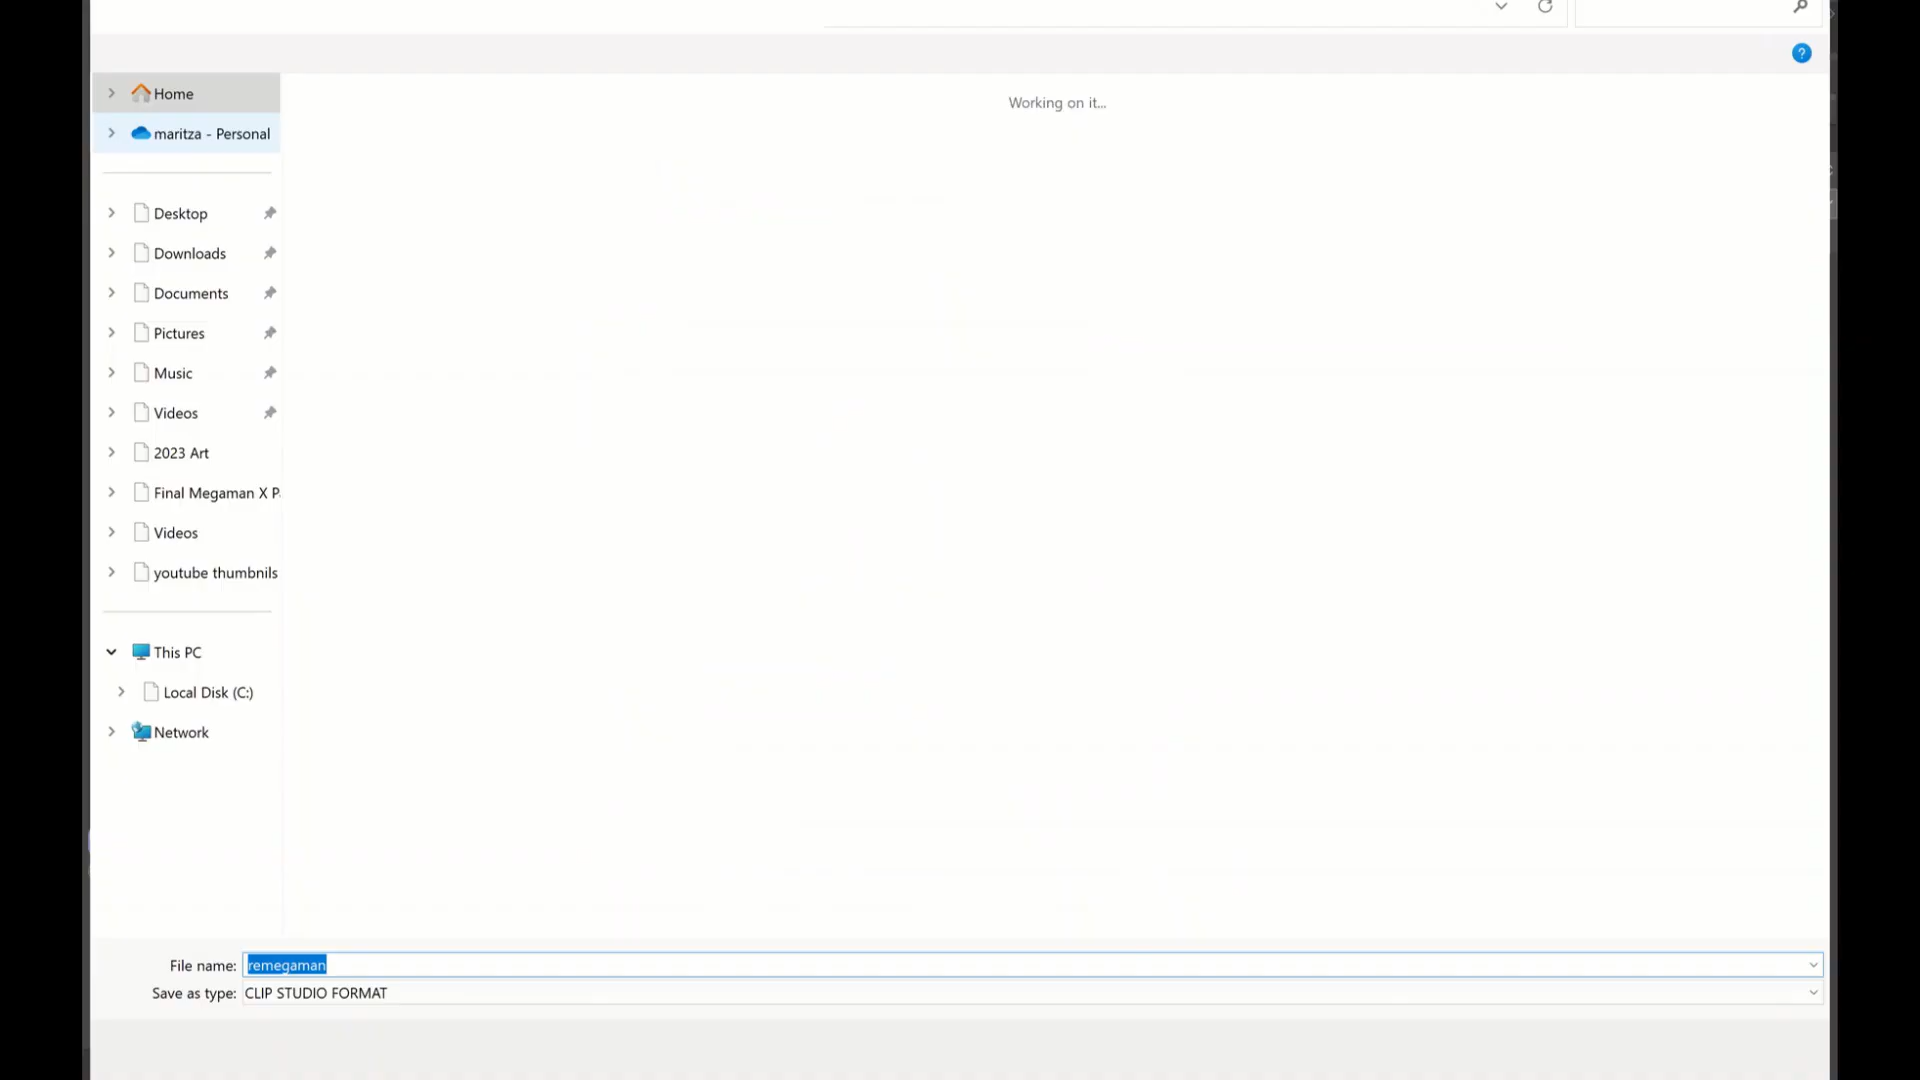 Home
Working on it...
maritza - Personal
Desktop
Downloads
Documents
Pictures
Music
Videos
2023 Art
Final Megaman X P
Videos
youtube thumbnils
This PC
Local Disk (C:)
Network
File name: remegaman
Save as type: CLIP STUDIO FORMAT